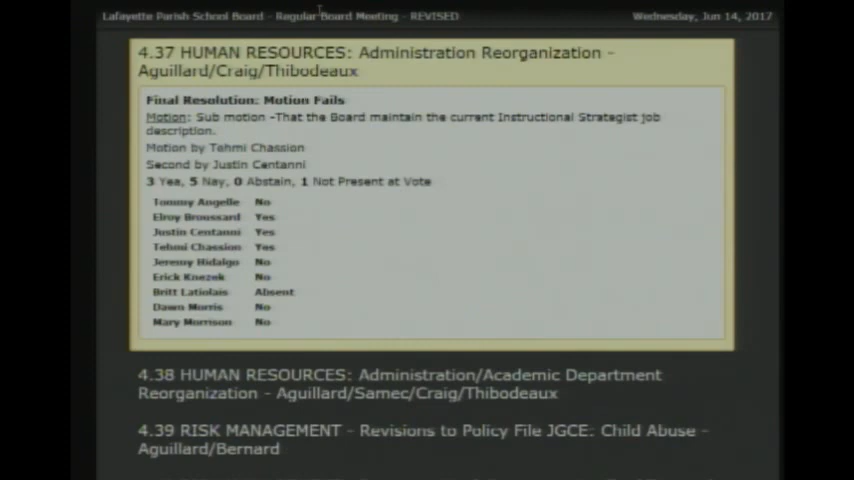 Lafayette Parish School Board - Regular Board Meeting - REVISED
Wednesday, Jun 14, 2017
4.37 HUMAN RESOURCES: Administration Reorganization -
Aguillard/Craig/Thibodeaux
Final Resolution: Motion Fails
Motion: Sub motion -That the Board maintain the current Instructional Strategist job
description.
Motion by Tehmi Chassion
Second by Justin Centanni
3 Yea, 5 Nay, 0 Abstain, 1 Not Present at Vote
Tommy Angelle No
Elroy Broussard Yes
Justin Centanni Yes
Tehmi Chassion Yes
Jeremy Hidalgo No
Erick Knezek No
Britt Latiolais Absent
Dawn Morris No
Mary Morrison No
4.38 HUMAN RESOURCES: Administration/Academic Department
Reorganization - Aguillard/Samec/Craig/Thibodeaux
4.39 RISK MANAGEMENT - Revisions to Policy File JGCE: Child Abuse -
Aguillard/Bernard